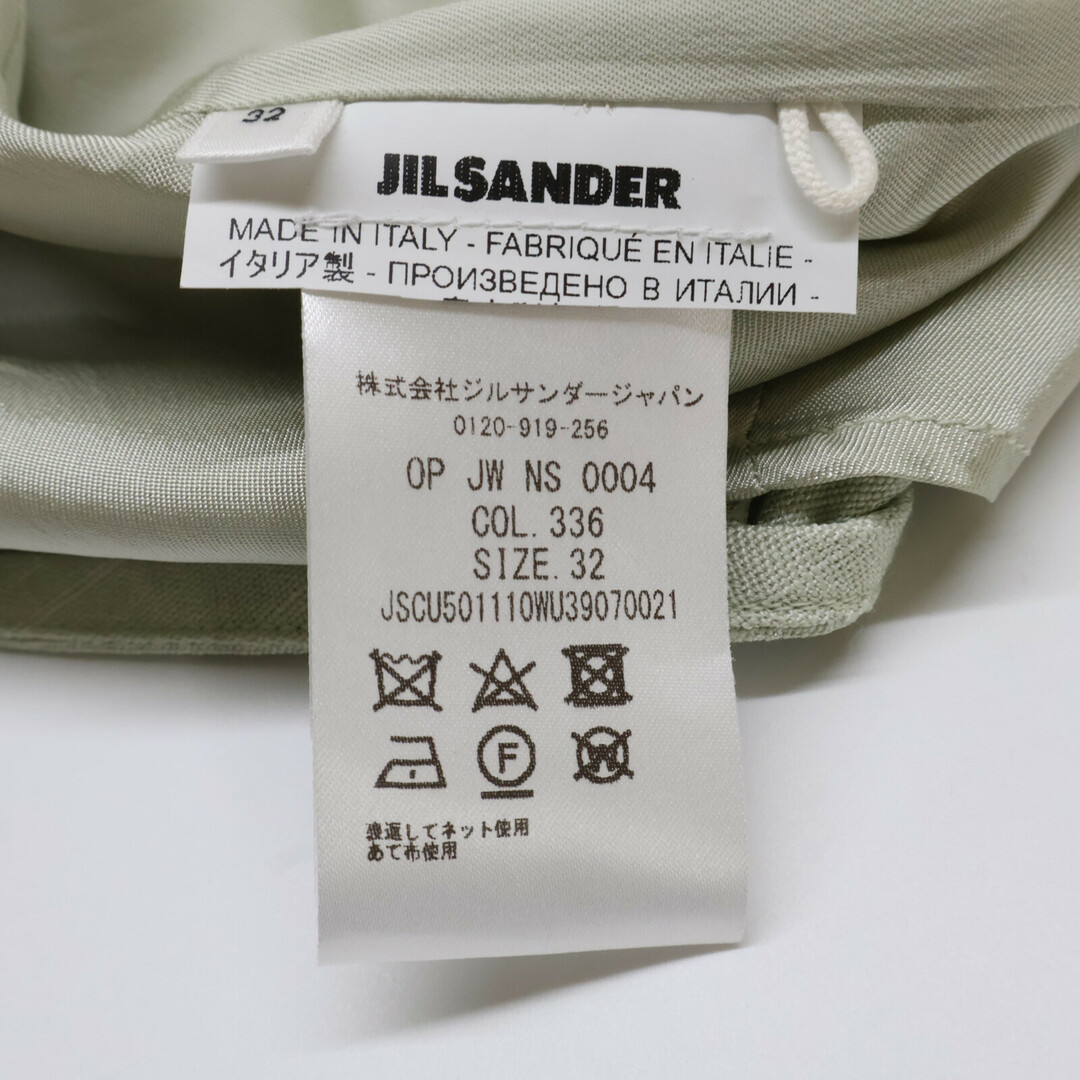 32
JIL SANDER
MADE IN ITALY - FABRIQUÉ EN ITALIE -
イタリア製 - ПРОИЗВЕДЕНО В ИТАЛИИ -
株式会社ジルサンダージャパン
0120-919-256
OP JW NS 0004
COL. 336
SIZE. 32
JSCU501110WU39070021
F
W
裏返してネット使用
あて布使用